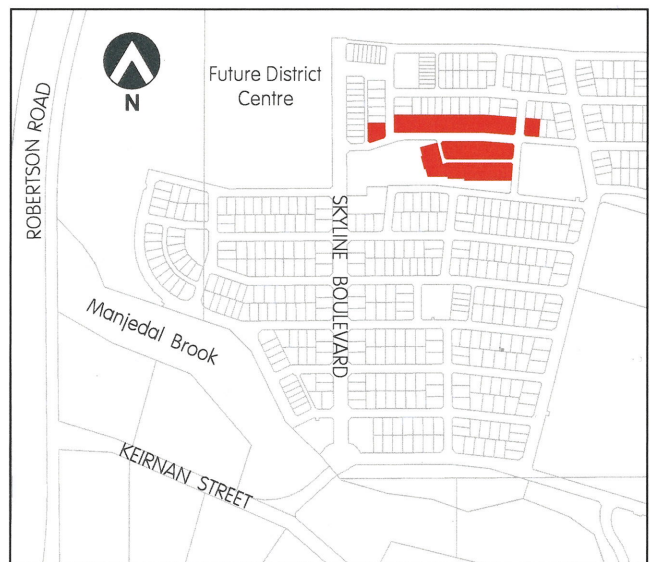 N
Future District
Centre
ROBERTSON ROAD
SKYLINE BOULEVARD
Manjedal Brook
KEIRNAN STREET